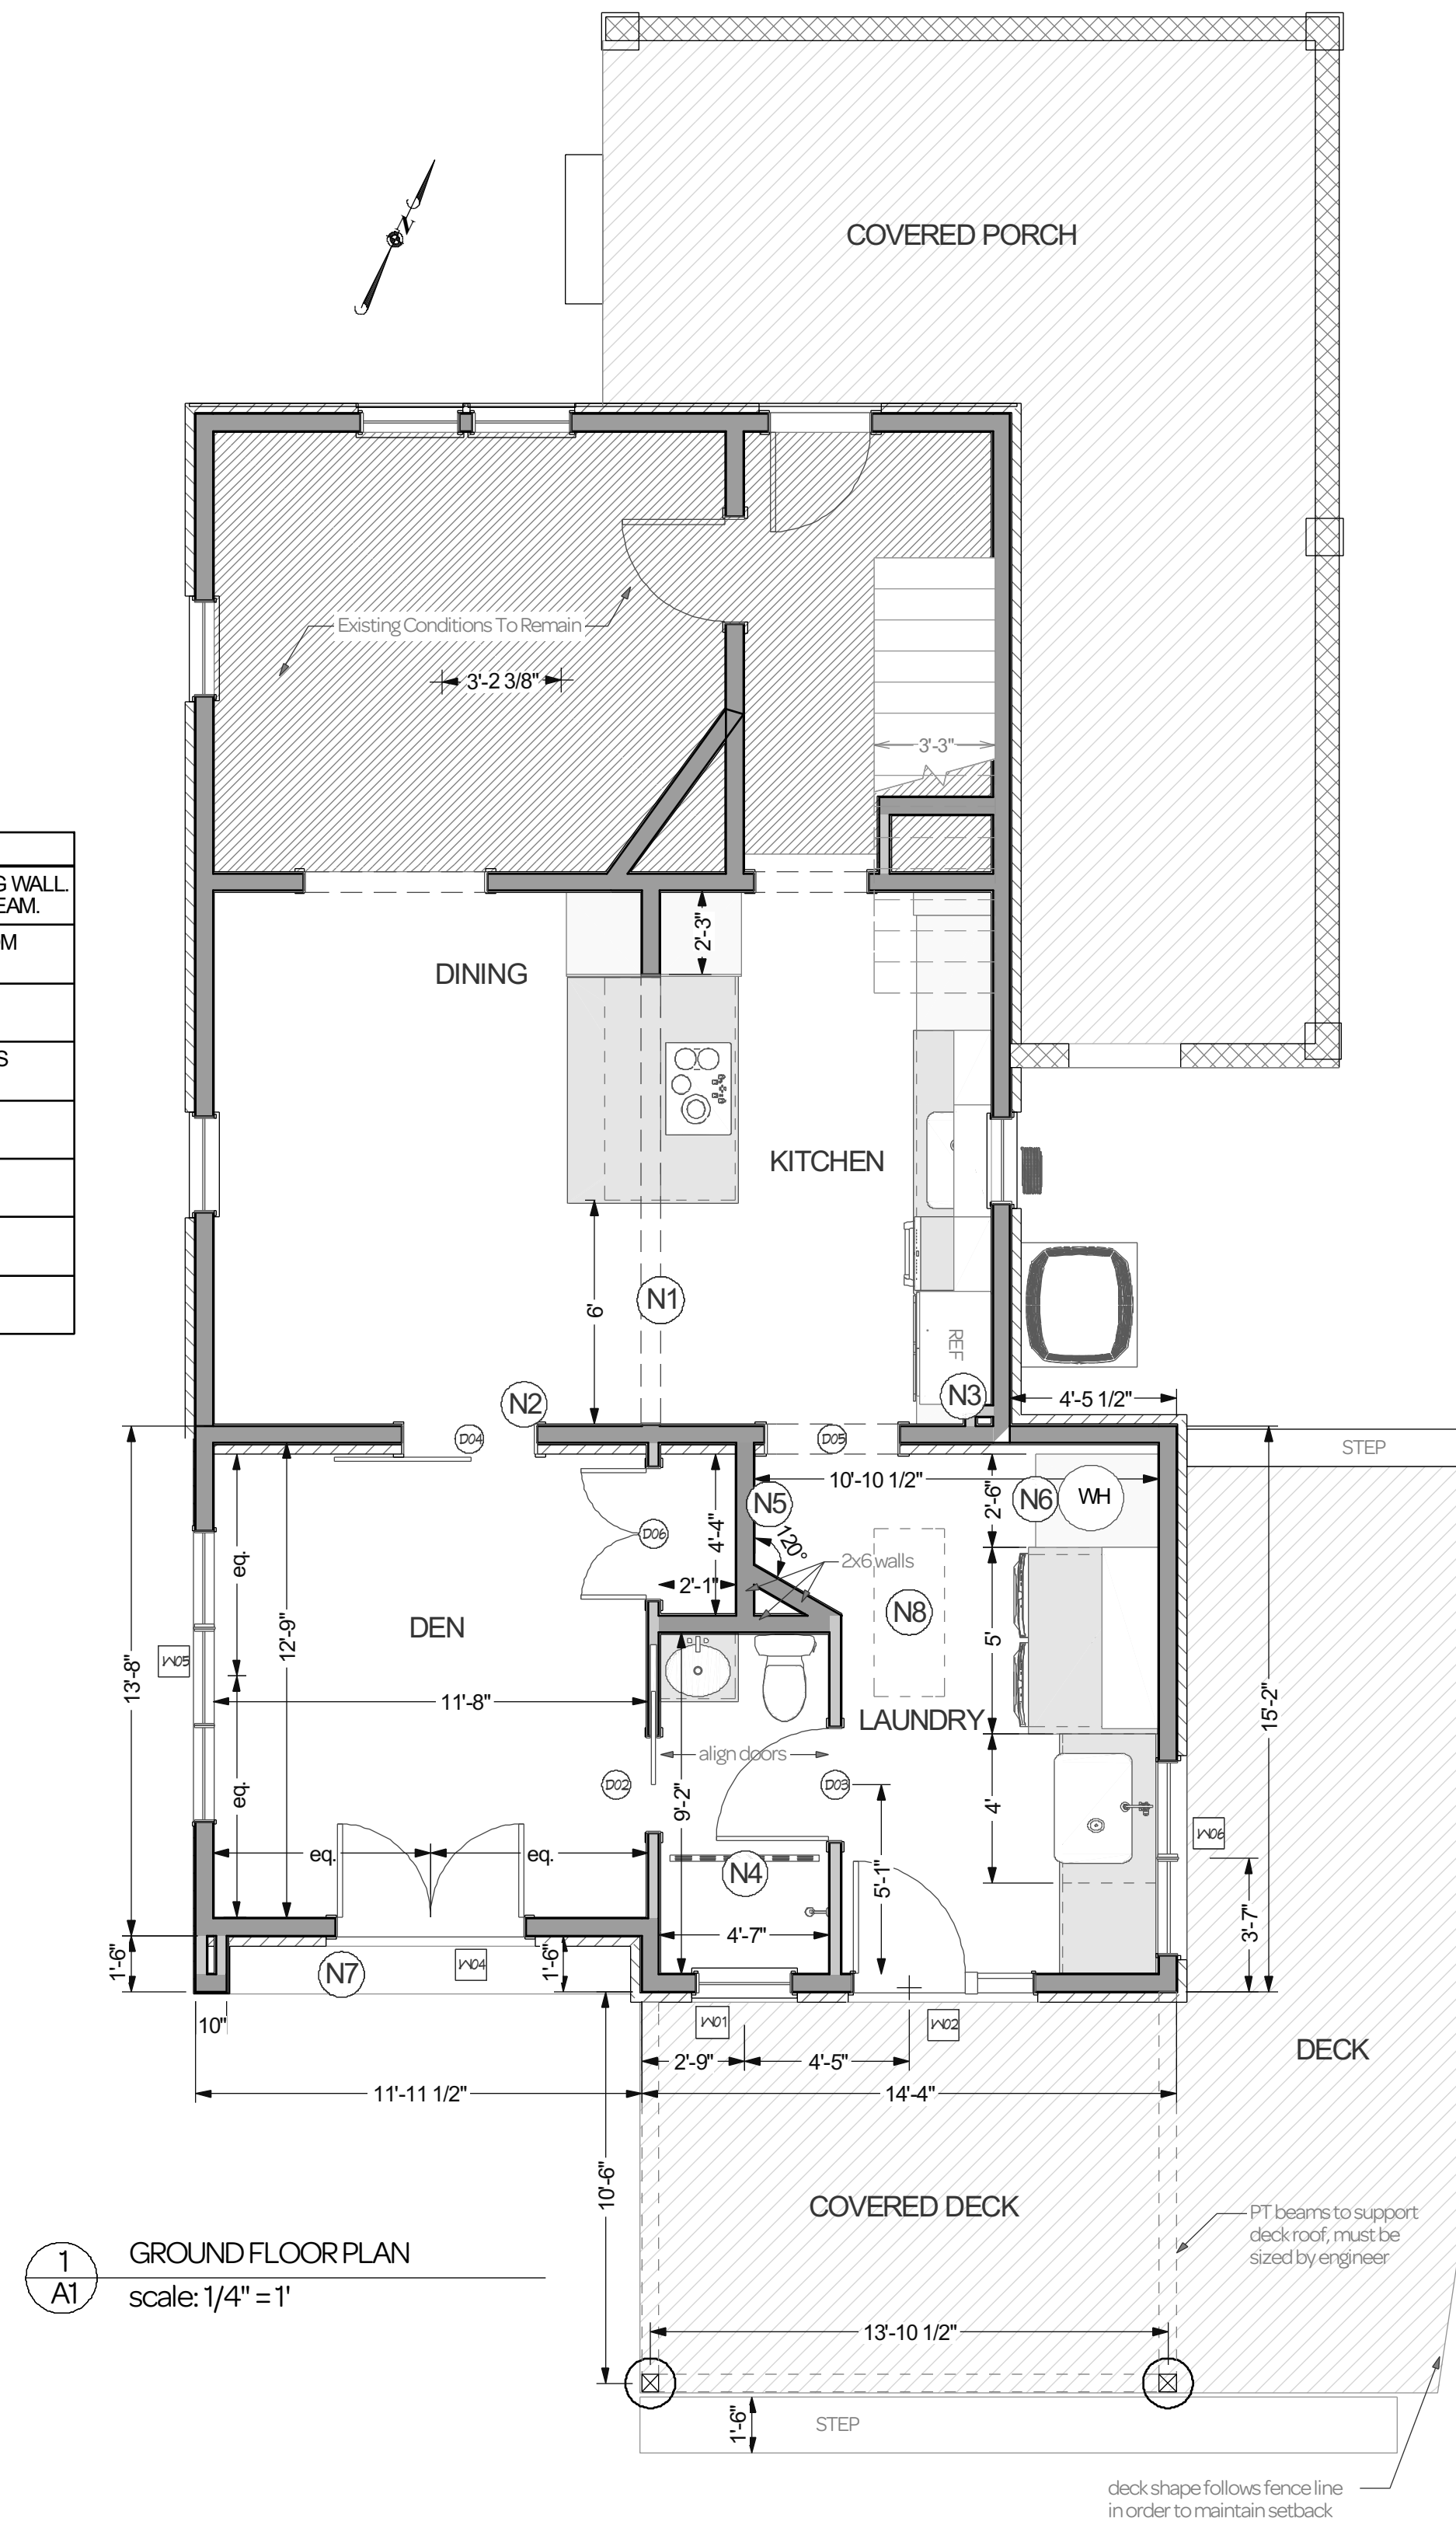 COVERED PORCH
N
Existing Conditions To Remain
3'-2 3/8"
3'-3"
G WALL.
EAM.
OM
S
2'-3"
DINING
KITCHEN
6'
N1
REF
N2
N3
4'-5 1/2"
D04
D05
STEP
10'-10 1/2"
N5
2'-6"
N6
WH
4'-4"
D06
120°
2x6 walls
2'-1"
eq.
12'-9"
DEN
N8
5'
W05
13'-8"
11'-8"
LAUNDRY
15'-2"
align doors
D02
D03
9'-2"
4'
eq.
W06
eq.
eq.
N4
5'-1"
3'-7"
4'-7"
1'-6"
N7
W04
1'-6"
10"
W01
W02
2'-9"
4'-5"
DECK
11'-11 1/2"
14'-4"
10'-6"
COVERED DECK
PT beams to support
deck roof, must be
sized by engineer
1
A1
GROUND FLOOR PLAN
scale: 1/4" = 1'
13'-10 1/2"
1'-6"
STEP
deck shape follows fence line
in order to maintain setback